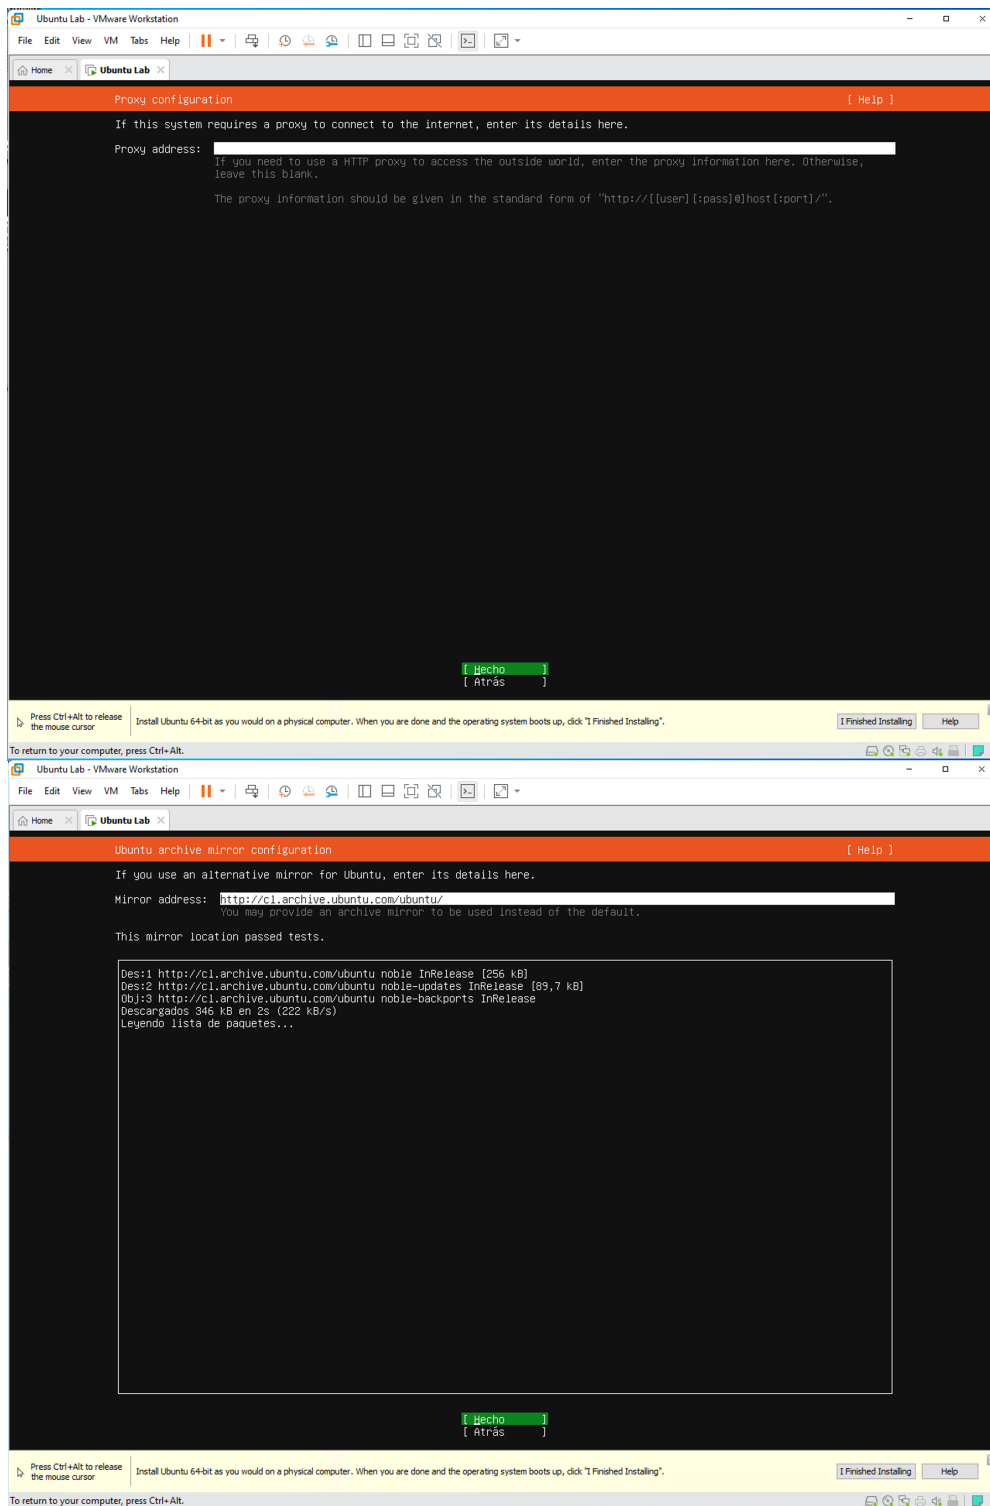 Ubuntu Lab - VMware Workstation
File Edit View VM Tabs Help
Home Ubuntu Lab
Proxy configuration [ Help ]
If this system requires a proxy to connect to the internet, enter its details here.
Proxy address:
If you need to use a HTTP proxy to access the outside world, enter the proxy information here. Otherwise,
leave this blank.
The proxy information should be given in the standard form of "http://[[user][:pass]@]host[:port]/".
[ Hecho ]
[ Atrás ]
Press Ctrl+Alt to release
the mouse cursor
Install Ubuntu 64-bit as you would on a physical computer. When you are done and the operating system boots up, click "I Finished Installing".
I Finished Installing Help
To return to your computer, press Ctrl+Alt.
Ubuntu Lab - VMware Workstation
File Edit View VM Tabs Help
Home Ubuntu Lab
Ubuntu archive mirror configuration [ Help ]
If you use an alternative mirror for Ubuntu, enter its details here.
Mirror address: http://cl.archive.ubuntu.com/ubuntu/
You may provide an archive mirror to be used instead of the default.
This mirror location passed tests.
Des:1 http://cl.archive.ubuntu.com/ubuntu noble InRelease [256 kB]
Des:2 http://cl.archive.ubuntu.com/ubuntu noble-updates InRelease [89,7 kB]
Obj:3 http://cl.archive.ubuntu.com/ubuntu noble-backports InRelease
Descargados 346 kB en 2s (222 kB/s)
Leyendo lista de paquetes...
[ Hecho ]
[ Atrás ]
Press Ctrl+Alt to release
the mouse cursor
Install Ubuntu 64-bit as you would on a physical computer. When you are done and the operating system boots up, click "I Finished Installing".
I Finished Installing Help
To return to your computer, press Ctrl+Alt.